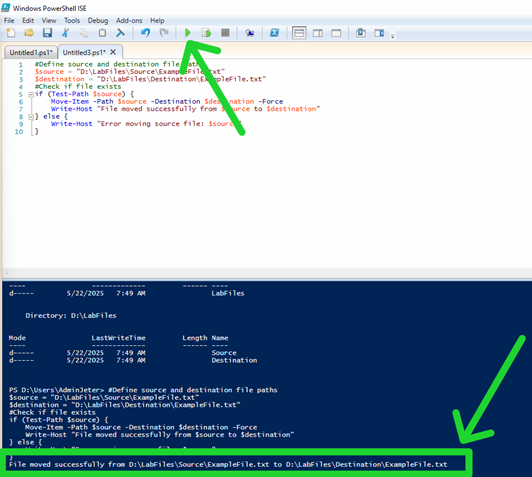 Windows PowerShell ISE
File Edit View Tools Debug Add-ons Help
Untitled1.ps1* Untitled3.ps1* X
1 #Define source and destination file paths
2 $source = "D:\LabFiles\Source\ExampleFile.txt"
3 $destination = "D:\LabFiles\Destination\ExampleFile.txt"
4 #Check if file exists
5 if (Test-Path $source) {
6 Move-Item -Path $source -Destination $destination -Force
7 Write-Host "File moved successfully from $source to $destination"
8 } else {
9 Write-Host "Error moving source file: $source"
10 }
---- ------------- ------ ----
d----- 5/22/2025 7:49 AM LabFiles
Directory: D:\LabFiles
Mode LastWriteTime Length Name
---- ------------- ------ ----
d----- 5/22/2025 7:49 AM Source
d----- 5/22/2025 7:49 AM Destination
PS D:\Users\AdminJeter> #Define source and destination file paths
$source = "D:\LabFiles\Source\ExampleFile.txt"
$destination = "D:\LabFiles\Destination\ExampleFile.txt"
#Check if file exists
if (Test-Path $source) {
Move-Item -Path $source -Destination $destination -Force
Write-Host "File moved successfully from $source to $destination"
} else {
}
File moved successfully from D:\LabFiles\Source\ExampleFile.txt to D:\LabFiles\Destination\ExampleFile.txt